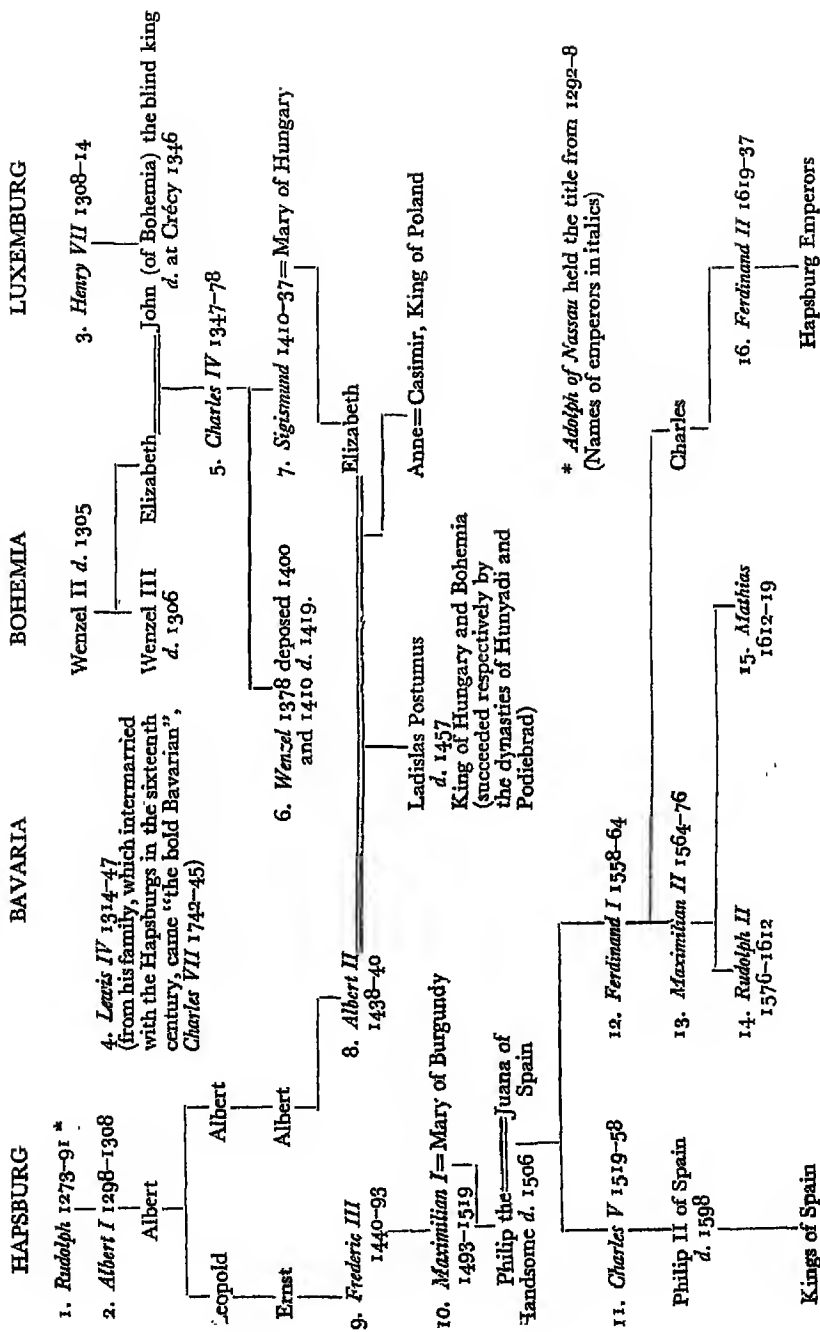 HAPSBURG
BAVARIA
BOHEMIA
LUXEMBURG
1. Rudolph 1273–91 *
2. Albert I 1298–1308
Albert
Leopold
Albert
Ernst
Albert
9. Frederic III
1440–93
8. Albert II
1438–40
10. Maximilian I=Mary of Burgundy
1493–1519
Philip the=Juana of
Handsome d. 1506 Spain
11. Charles V 1519–58
Philip II of Spain
d. 1598
Kings of Spain
4. Lewis IV 1314–47
(from his family, which intermarried
with the Hapsburgs in the sixteenth
century, came "the bold Bavarian",
Charles VII 1742–45)
Wenzel II d. 1305
Wenzel III
d. 1306
Elizabeth
3. Henry VII 1308–14
John (of Bohemia) the blind king
d. at Crécy 1346
5. Charles IV 1347–78
6. Wenzel 1378 deposed 1400
and 1410 d. 1419.
7. Sigismund 1410–37=Mary of Hungary
Elizabeth
Ladislas Postumus
d. 1457
King of Hungary and Bohemia
(succeeded respectively by
the dynasties of Hunyadi and
Podiebrad)
Anne=Casimir, King of Poland
12. Ferdinand I 1558–64
13. Maximilian II 1564–76
Charles
14. Rudolph II
1576–1612
15. Mathias
1612–19
16. Ferdinand II 1619–37
Hapsburg Emperors
* Adolph of Nassau held the title from 1292–8
(Names of emperors in italics)